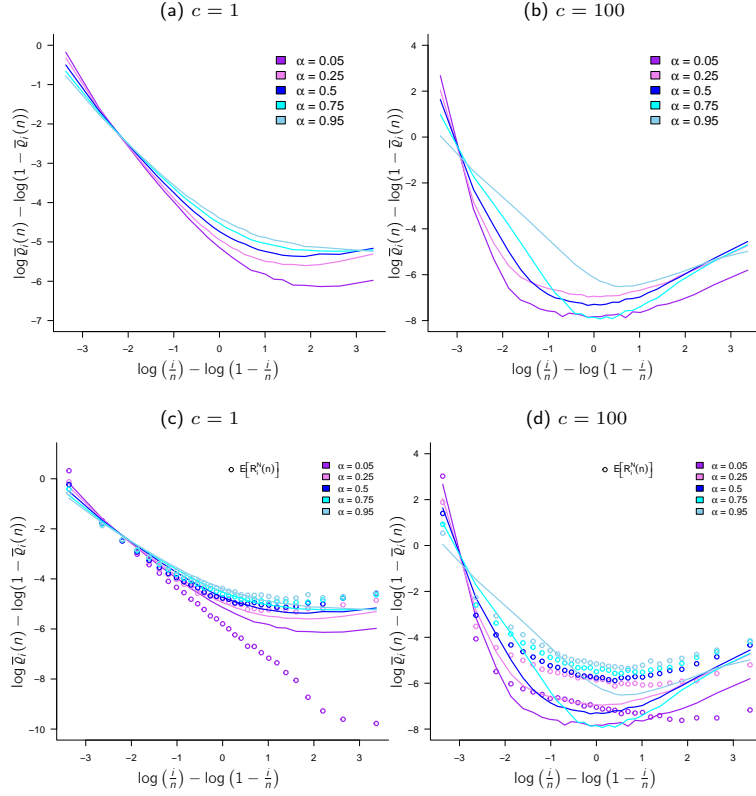 (a) c = 1
(b) c = 100
α = 0.05
α = 0.25
α = 0.5
α = 0.75
α = 0.95
0
−1
−2
−3
−4
−5
−6
−7
−3 −2 −1 0 1 2 3
log ϱ̅ᵢ(n) − log(1 − ϱ̅ᵢ(n))
log (i/n) − log (1 − i/n)
α = 0.05
α = 0.25
α = 0.5
α = 0.75
α = 0.95
4
2
0
−2
−4
−6
−8
−3 −2 −1 0 1 2 3
log ϱ̅ᵢ(n) − log(1 − ϱ̅ᵢ(n))
log (i/n) − log (1 − i/n)
(c) c = 1
(d) c = 100
E[Rᵢᴺ(n)]
α = 0.05
α = 0.25
α = 0.5
α = 0.75
α = 0.95
0
−2
−4
−6
−8
−10
−3 −2 −1 0 1 2 3
log ϱ̅ᵢ(n) − log(1 − ϱ̅ᵢ(n))
log (i/n) − log (1 − i/n)
E[Rᵢᴺ(n)]
α = 0.05
α = 0.25
α = 0.5
α = 0.75
α = 0.95
4
2
0
−2
−4
−6
−8
−3 −2 −1 0 1 2 3
log ϱ̅ᵢ(n) − log(1 − ϱ̅ᵢ(n))
log (i/n) − log (1 − i/n)